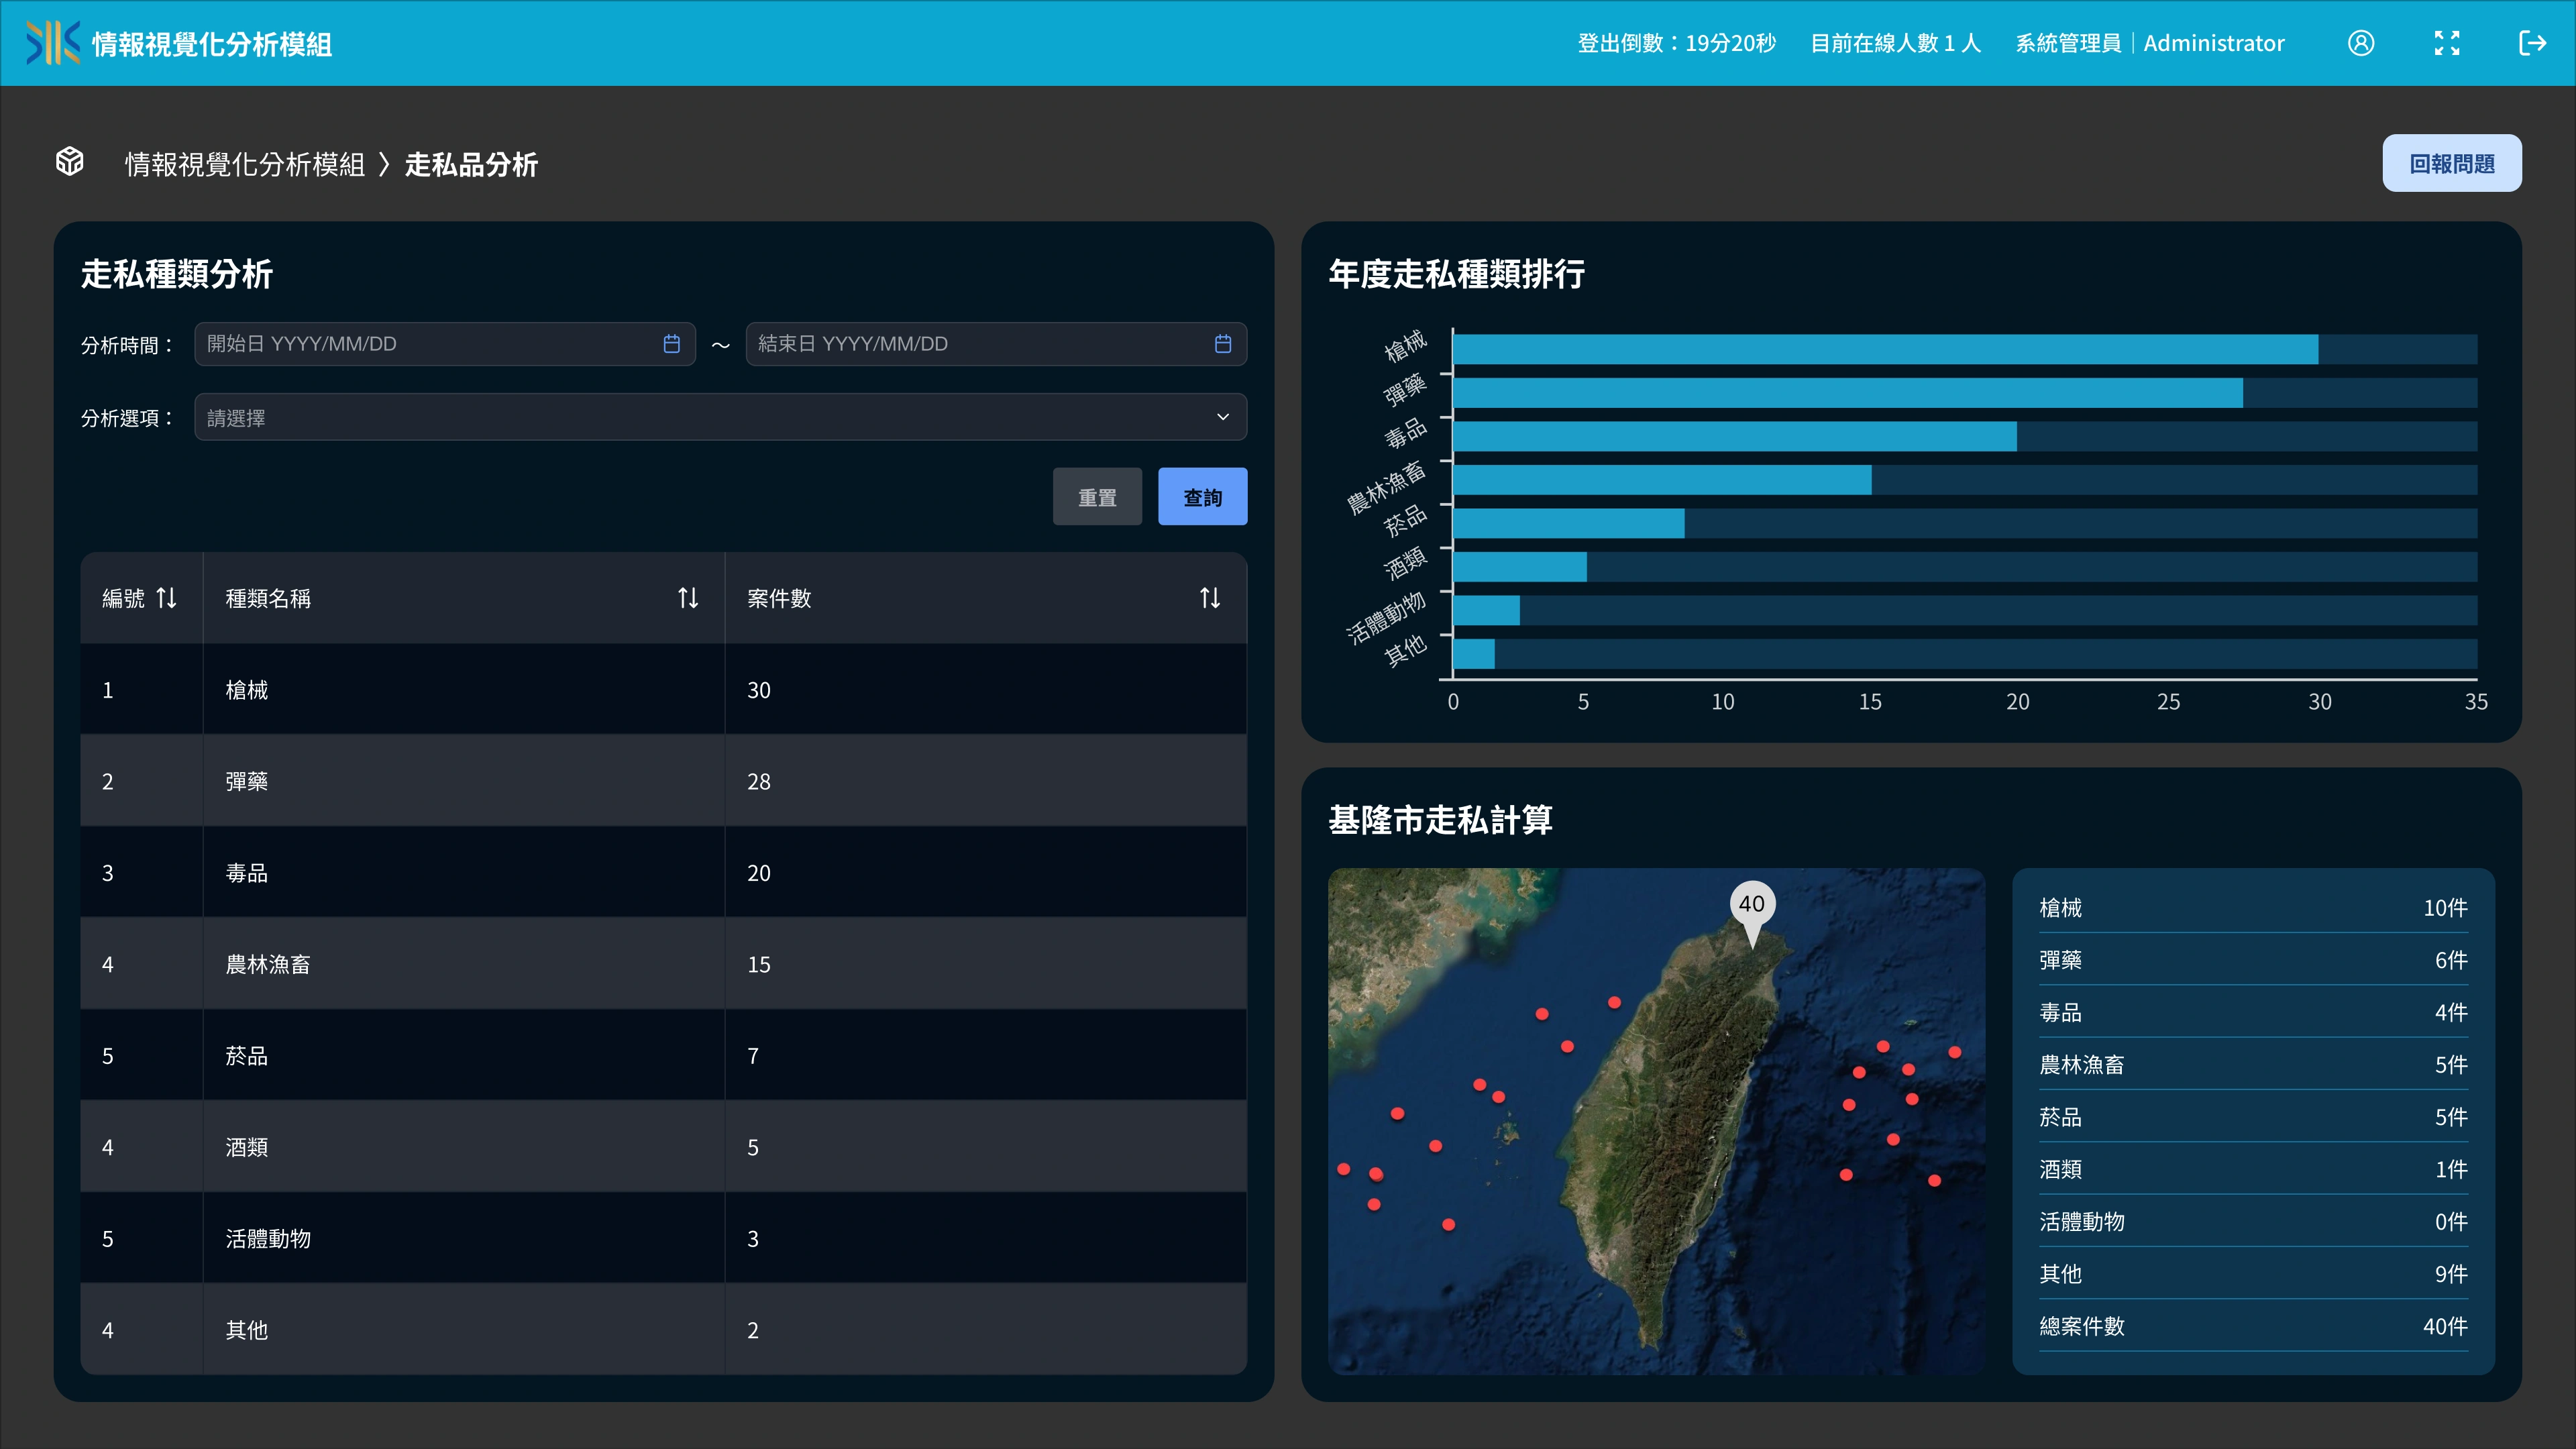 情報視覺化分析模組
登出倒數：19分20秒 目前在線人數 1 人 系統管理員｜Administrator
情報視覺化分析模組 〉走私品分析
回報問題
走私種類分析
分析時間： 開始日 YYYY/MM/DD ～ 結束日 YYYY/MM/DD
分析選項： 請選擇
重置 查詢
編號 種類名稱 案件數
1 槍械 30
2 彈藥 28
3 毒品 20
4 農林漁畜 15
5 菸品 7
4 酒類 5
5 活體動物 3
4 其他 2
年度走私種類排行
槍械
彈藥
毒品
農林漁畜
菸品
酒類
活體動物
其他
0 5 10 15 20 25 30 35
基隆市走私計算
40
槍械 10件
彈藥 6件
毒品 4件
農林漁畜 5件
菸品 5件
酒類 1件
活體動物 0件
其他 9件
總案件數 40件